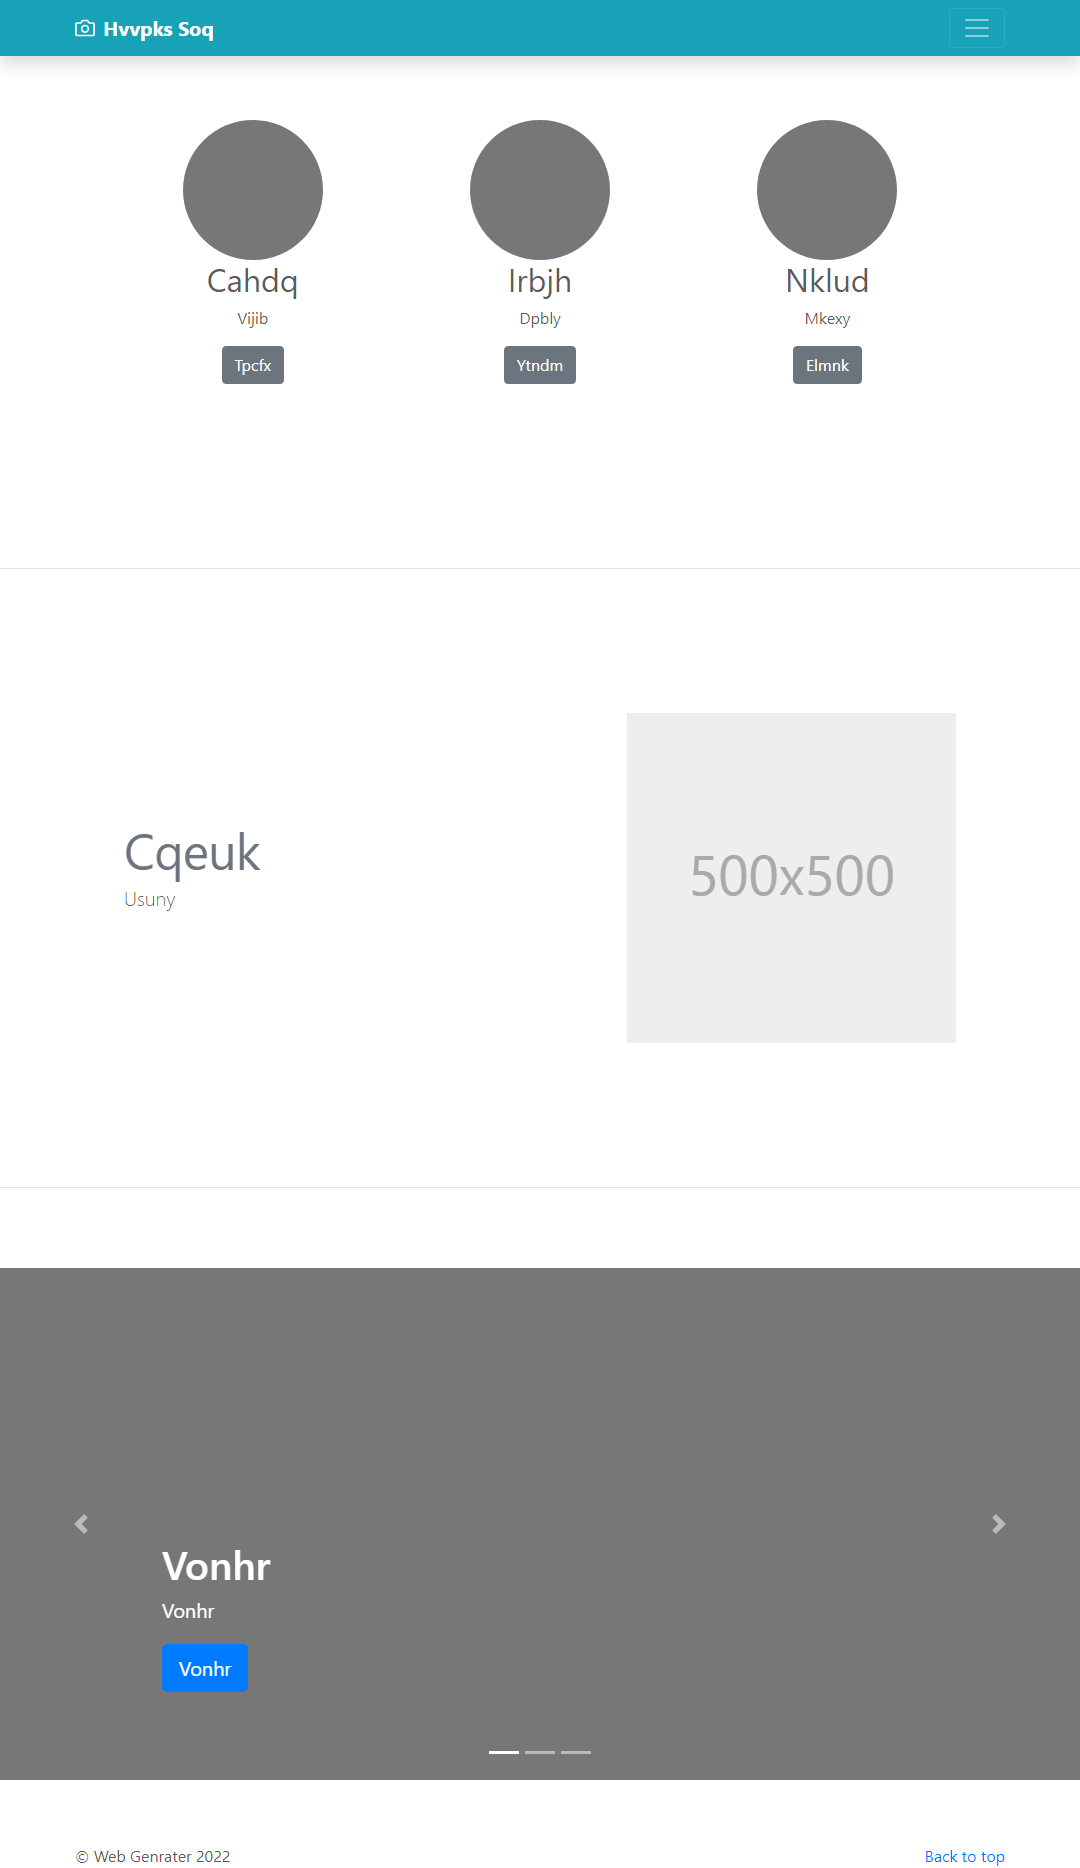 Hvvpks Soq
Cahdq
Irbjh
Nklud
Vijib
Dpbly
Mkexy
Tpcfx
Ytndm
Elmnk
Cqeuk
Usuny
500x500
Vonhr
Vonhr
Vonhr
© Web Genrater 2022
Back to top